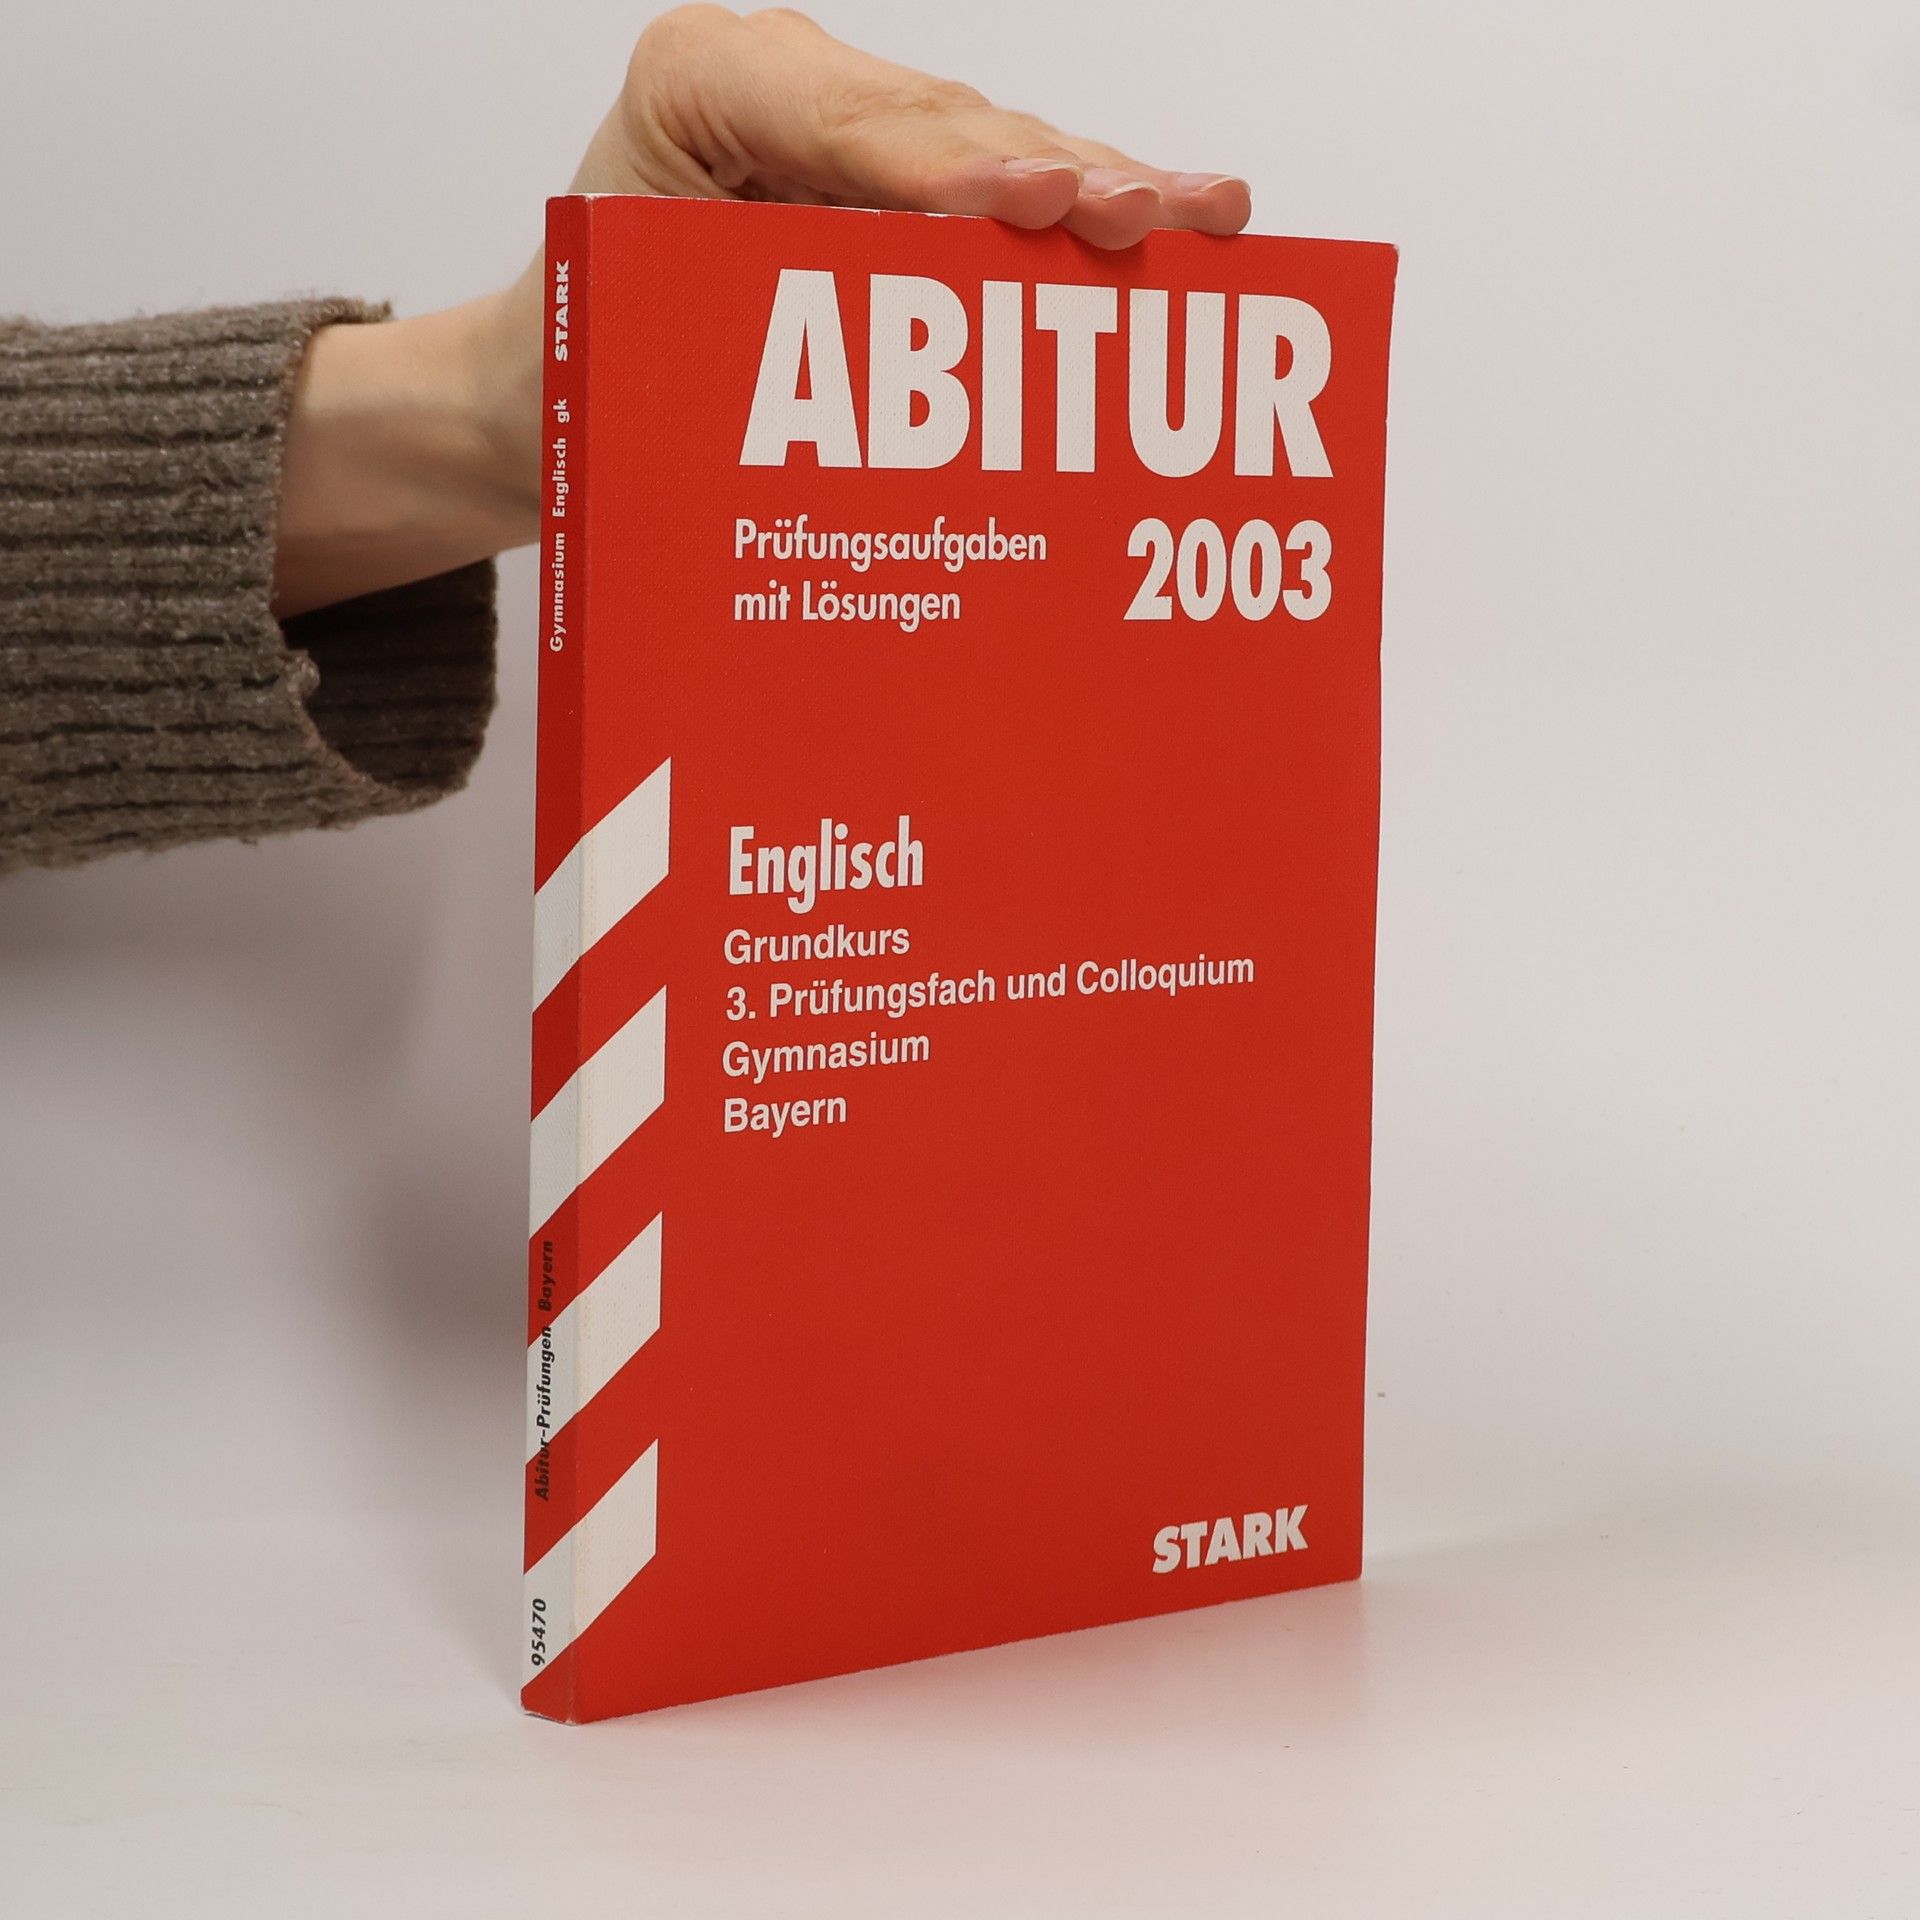 ABITUR
Prüfungsaufgaben
mit Lösungen
2003
Englisch
Grundkurs
3. Prüfungsfach und Colloquium
Gymnasium
Bayern
STARK
95470 Abitur-Prüfungen Bayern Gymnasium Englisch gk STARK